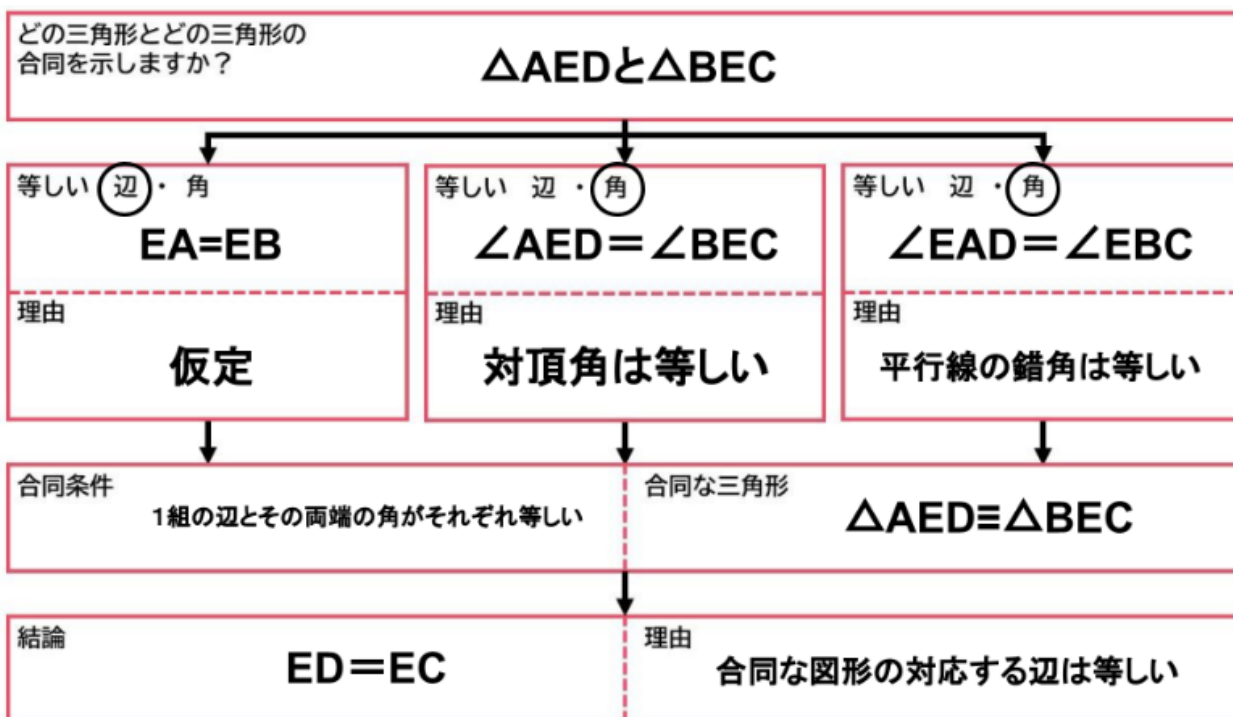 どの三角形とどの三角形の
合同を示しますか？
△AEDと△BEC
等しい 辺 ・ 角
EA=EB
理由
仮定
等しい 辺 ・ 角
∠AED＝∠BEC
理由
対頂角は等しい
等しい 辺 ・ 角
∠EAD＝∠EBC
理由
平行線の錯角は等しい
合同条件
1組の辺とその両端の角がそれぞれ等しい
合同な三角形
△AED≡△BEC
結論
ED＝EC
理由
合同な図形の対応する辺は等しい